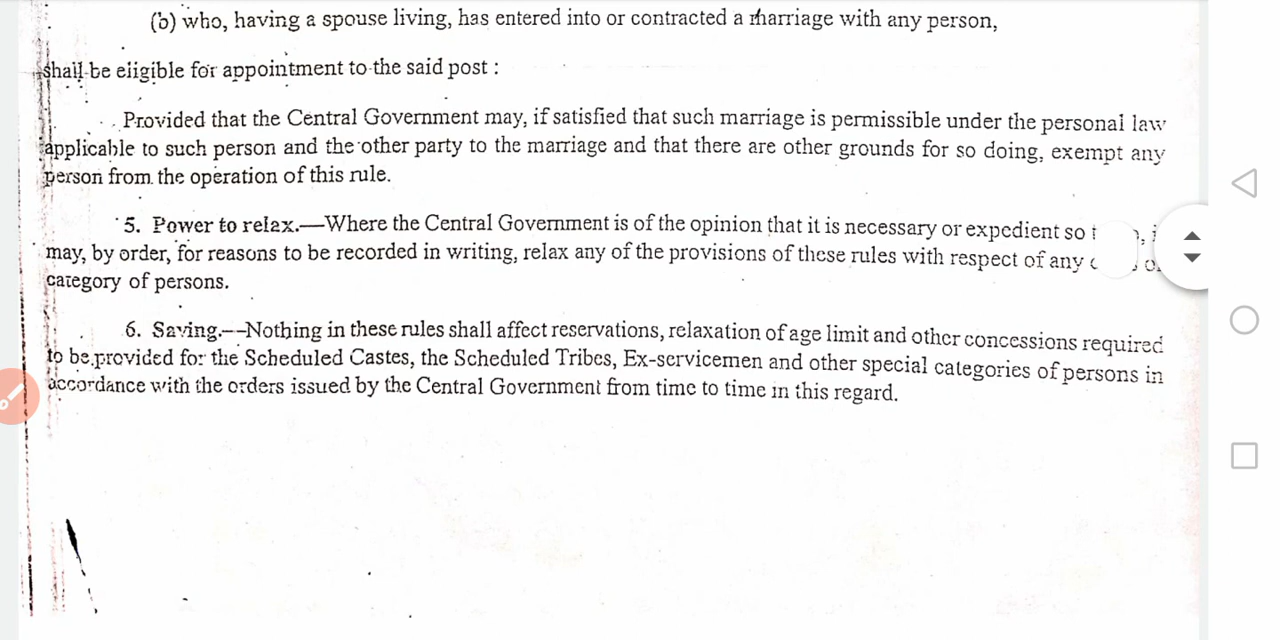 (b) who, having a spouse living, has entered into or contracted a marriage with any person,
shall be eligible for appointment to the said post :
Provided that the Central Government may, if satisfied that such marriage is permissible under the personal law
applicable to such person and the other party to the marriage and that there are other grounds for so doing, exempt any
person from the operation of this rule.
5. Power to relax.—Where the Central Government is of the opinion that it is necessary or expedient so
may, by order, for reasons to be recorded in writing, relax any of the provisions of these rules with respect of any
category of persons.
6. Saving.--Nothing in these rules shall affect reservations, relaxation of age limit and other concessions required
to be provided for the Scheduled Castes, the Scheduled Tribes, Ex-servicemen and other special categories of persons in
accordance with the orders issued by the Central Government from time to time in this regard.